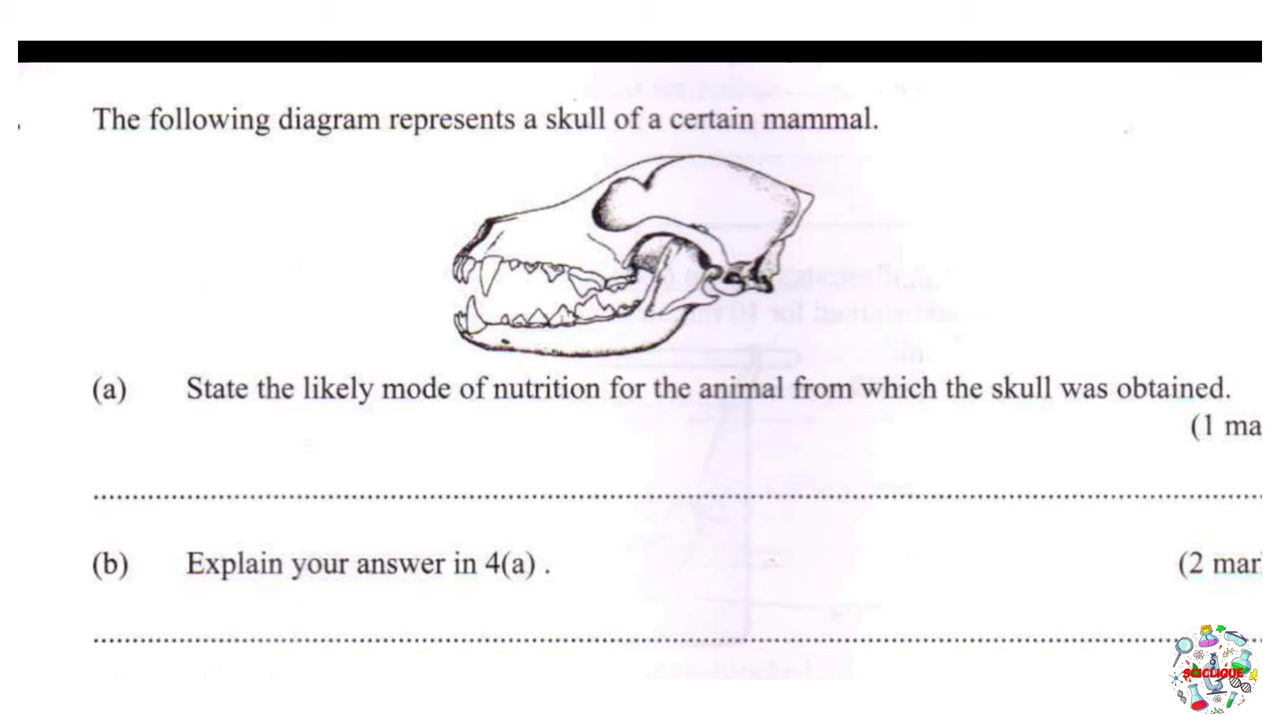 The following diagram represents a skull of a certain mammal.
(a) State the likely mode of nutrition for the animal from which the skull was obtained.
(1 ma
(b) Explain your answer in 4(a) . (2 mar
SCICLIQUE